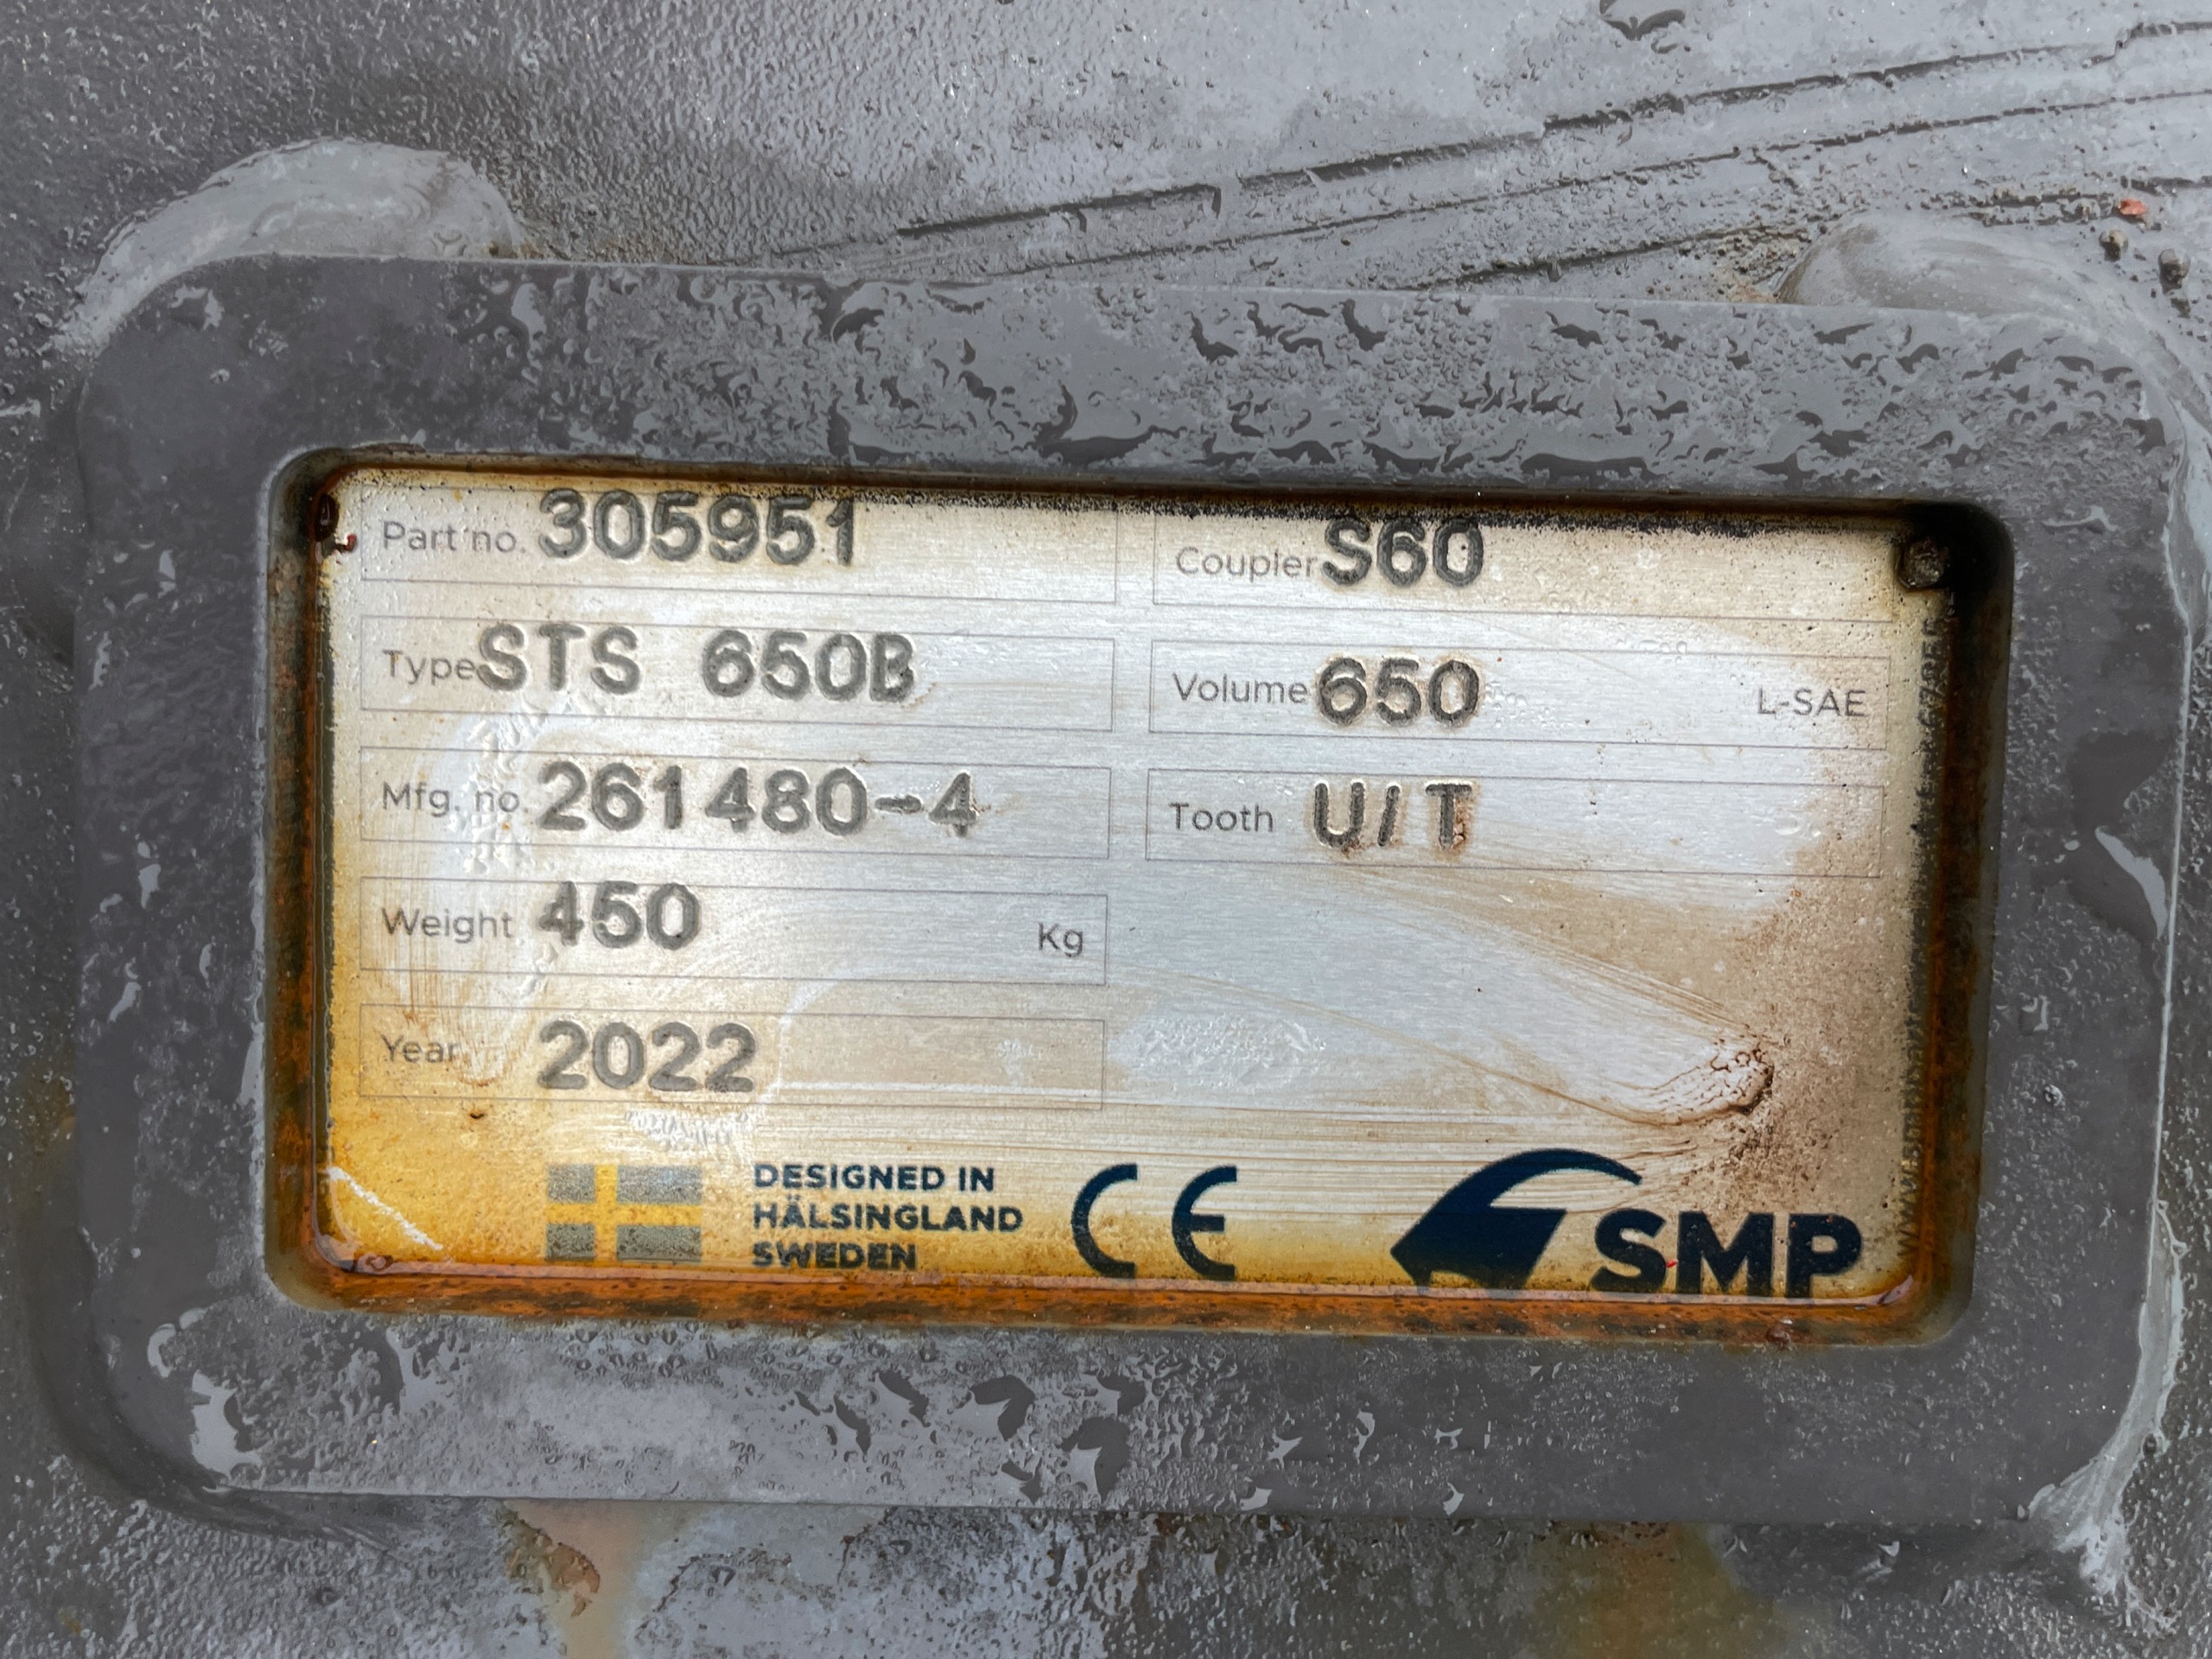 Part no. 305951
Coupler S60
Type STS 650B
Volume 650 L-SAE
Mfg. no. 261480-4
Tooth U/T
Weight 450 Kg
Year 2022
DESIGNED IN
HÄLSINGLAND
SWEDEN
CE
SMP